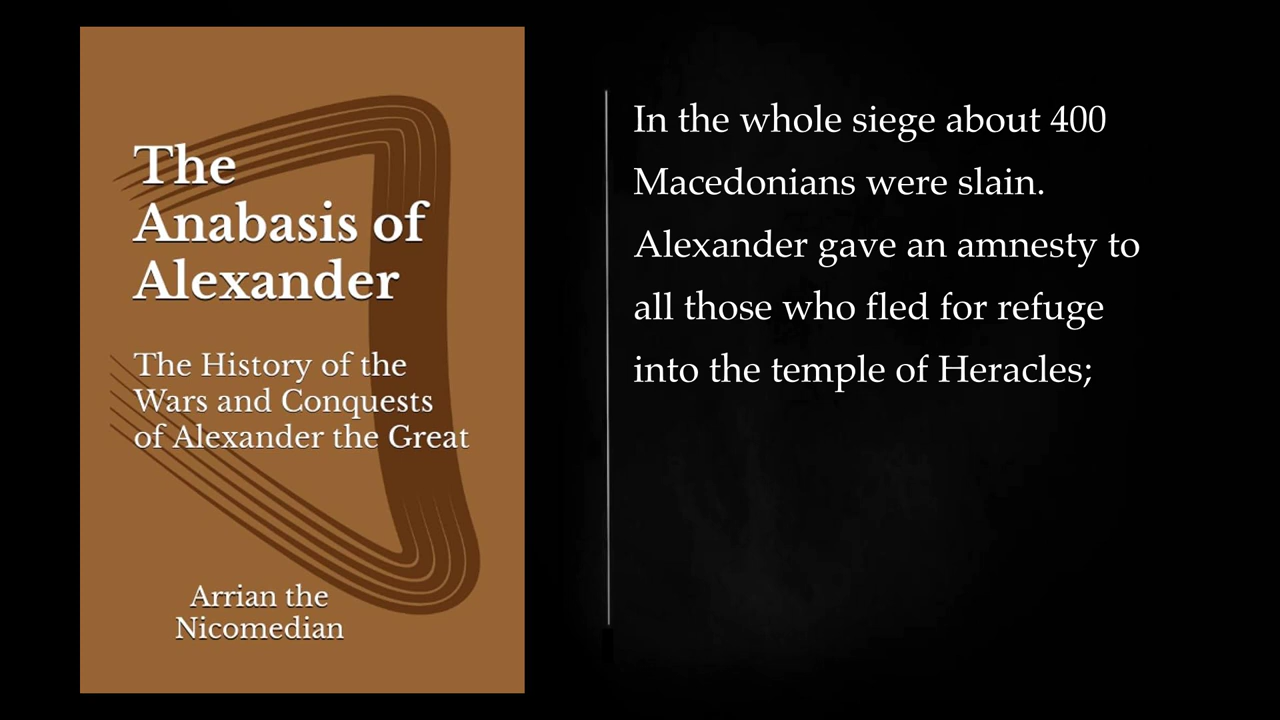 The
Anabasis of
Alexander
The History of the
Wars and Conquests
of Alexander the Great
Arrian the
Nicomedian
In the whole siege about 400
Macedonians were slain.
Alexander gave an amnesty to
all those who fled for refuge
into the temple of Heracles;